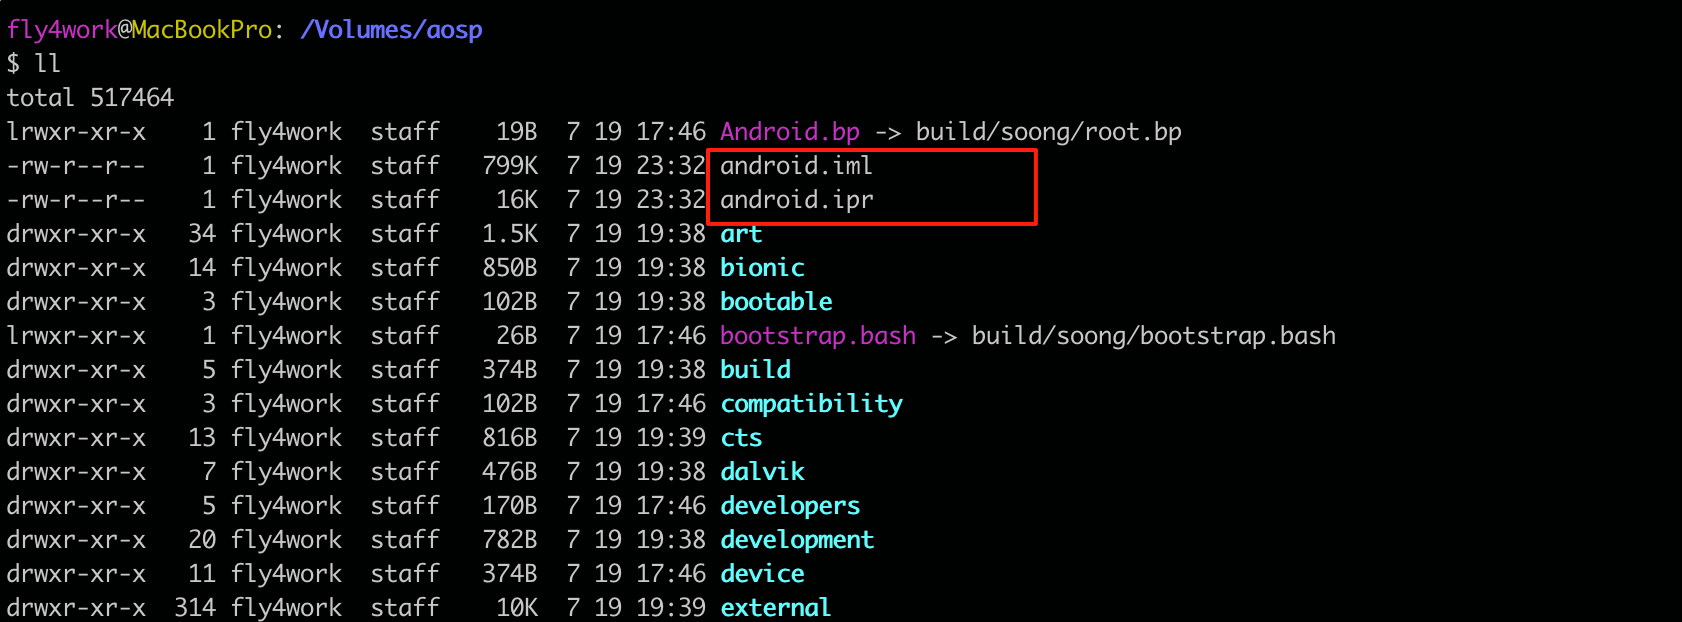 fly4work@MacBookPro: /Volumes/aosp
$ ll
total 517464
lrwxr-xr-x 1 fly4work staff 19B 7 19 17:46 Android.bp -> build/soong/root.bp
-rw-r--r-- 1 fly4work staff 799K 7 19 23:32 android.iml
-rw-r--r-- 1 fly4work staff 16K 7 19 23:32 android.ipr
drwxr-xr-x 34 fly4work staff 1.5K 7 19 19:38 art
drwxr-xr-x 14 fly4work staff 850B 7 19 19:38 bionic
drwxr-xr-x 3 fly4work staff 102B 7 19 19:38 bootable
lrwxr-xr-x 1 fly4work staff 26B 7 19 17:46 bootstrap.bash -> build/soong/bootstrap.bash
drwxr-xr-x 5 fly4work staff 374B 7 19 19:38 build
drwxr-xr-x 3 fly4work staff 102B 7 19 17:46 compatibility
drwxr-xr-x 13 fly4work staff 816B 7 19 19:39 cts
drwxr-xr-x 7 fly4work staff 476B 7 19 19:38 dalvik
drwxr-xr-x 5 fly4work staff 170B 7 19 17:46 developers
drwxr-xr-x 20 fly4work staff 782B 7 19 19:38 development
drwxr-xr-x 11 fly4work staff 374B 7 19 17:46 device
drwxr-xr-x 314 fly4work staff 10K 7 19 19:39 external